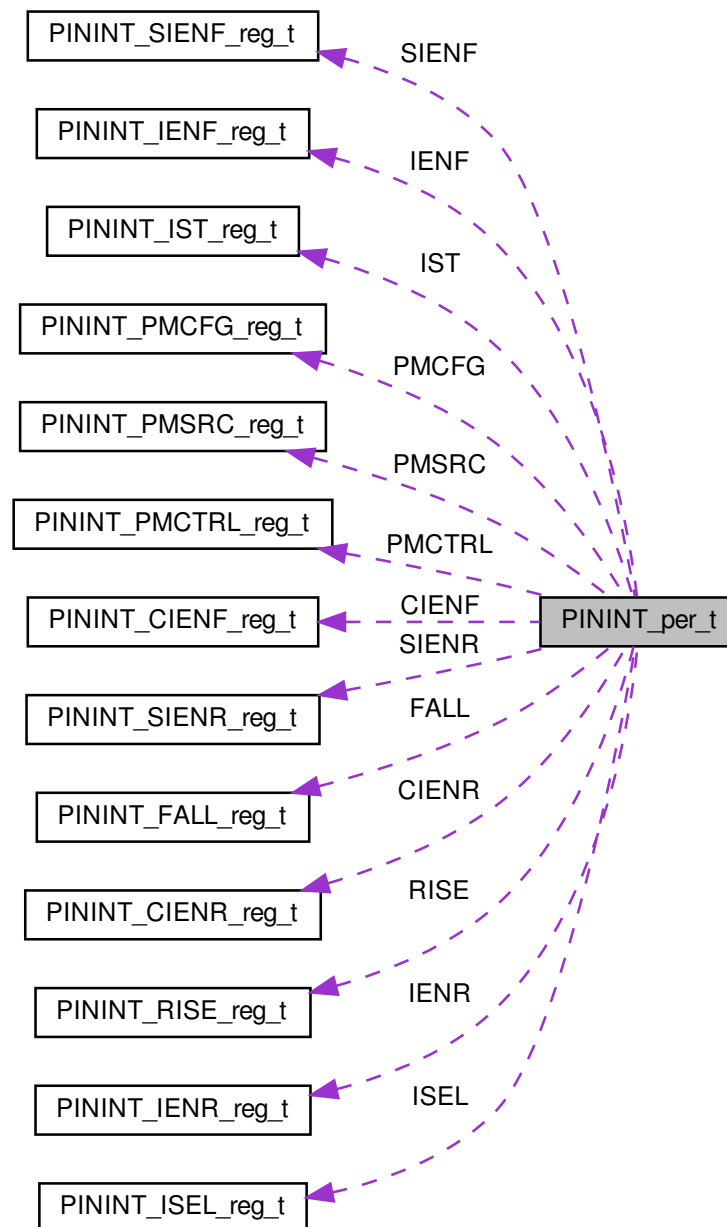 PININT_SIENF_reg_t
SIENF
PININT_IENF_reg_t
IENF
PININT_IST_reg_t
IST
PININT_PMCFG_reg_t
PMCFG
PININT_PMSRC_reg_t
PMSRC
PININT_PMCTRL_reg_t
PMCTRL
PININT_CIENF_reg_t
CIENF
PININT_per_t
SIENR
PININT_SIENR_reg_t
FALL
PININT_FALL_reg_t
CIENR
PININT_CIENR_reg_t
RISE
PININT_RISE_reg_t
IENR
PININT_IENR_reg_t
ISEL
PININT_ISEL_reg_t